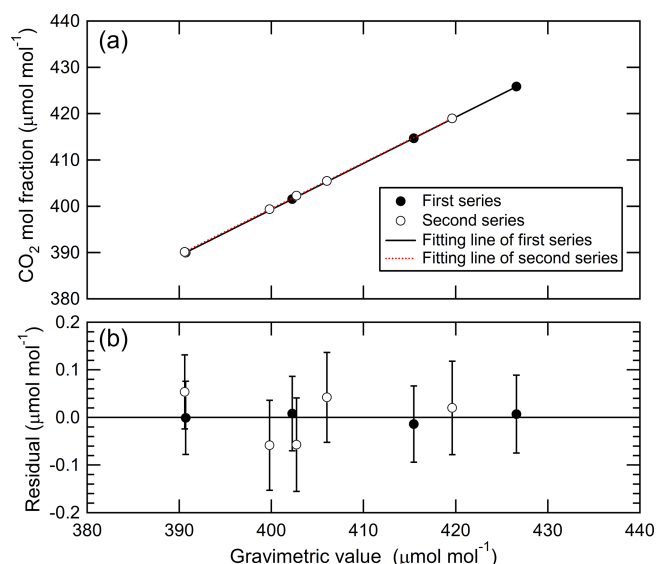 (a)
CO₂ mol fraction (μmol mol⁻¹)
440
430
420
410
400
390
380
First series
Second series
Fitting line of first series
Fitting line of second series
(b)
Residual (μmol mol⁻¹)
0.2
0.1
0.0
-0.1
-0.2
380 390 400 410 420 430 440
Gravimetric value (μmol mol⁻¹)